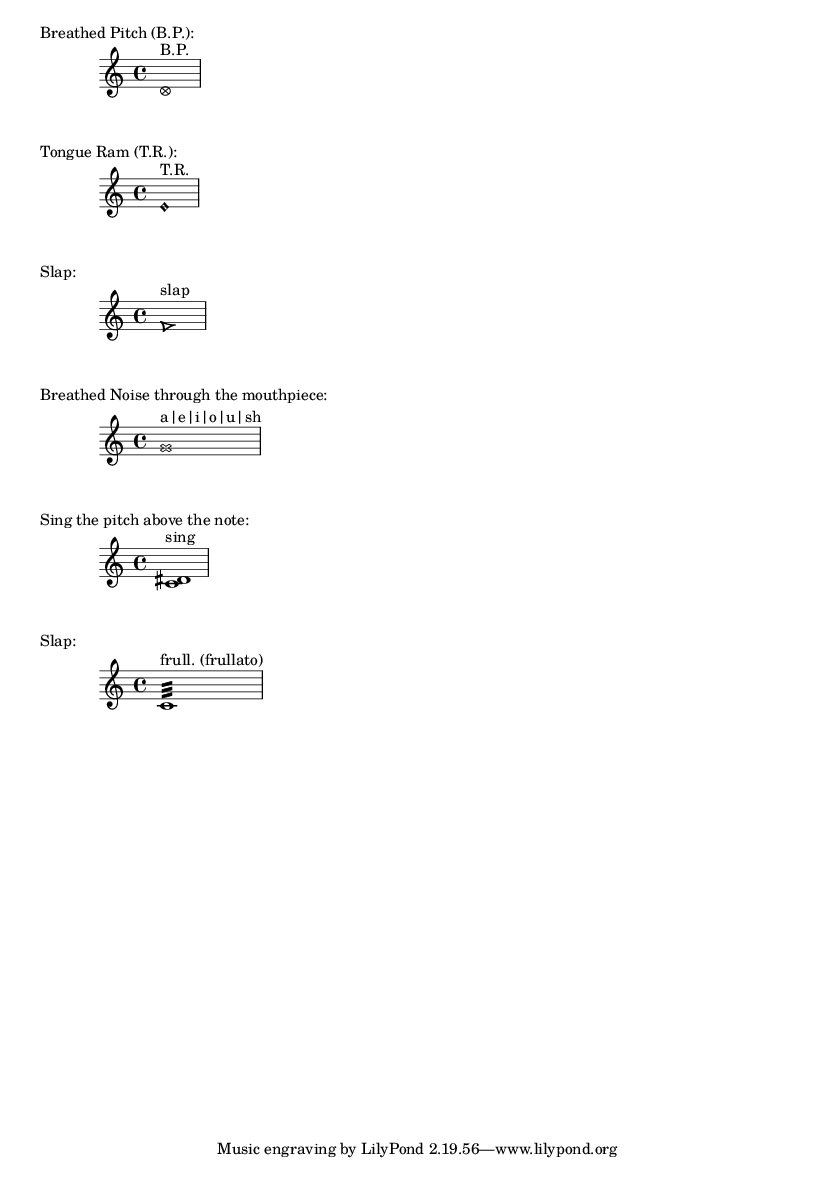 Breathed Pitch (B.P.):
B.P.
Tongue Ram (T.R.):
T.R.
Slap:
slap
Breathed Noise through the mouthpiece:
a|e|i|o|u|sh
Sing the pitch above the note:
sing
Slap:
frull. (frullato)
Music engraving by LilyPond 2.19.56—www.lilypond.org